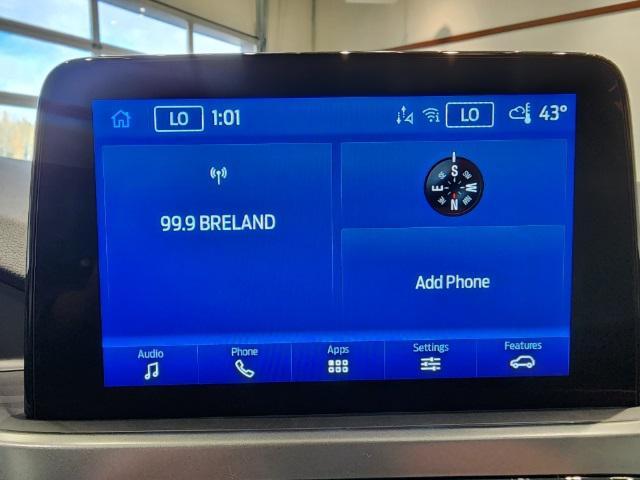 LO 1:01 LO 43°
99.9 BRELAND
S
E W
N
Add Phone
Audio Phone Apps Settings Features